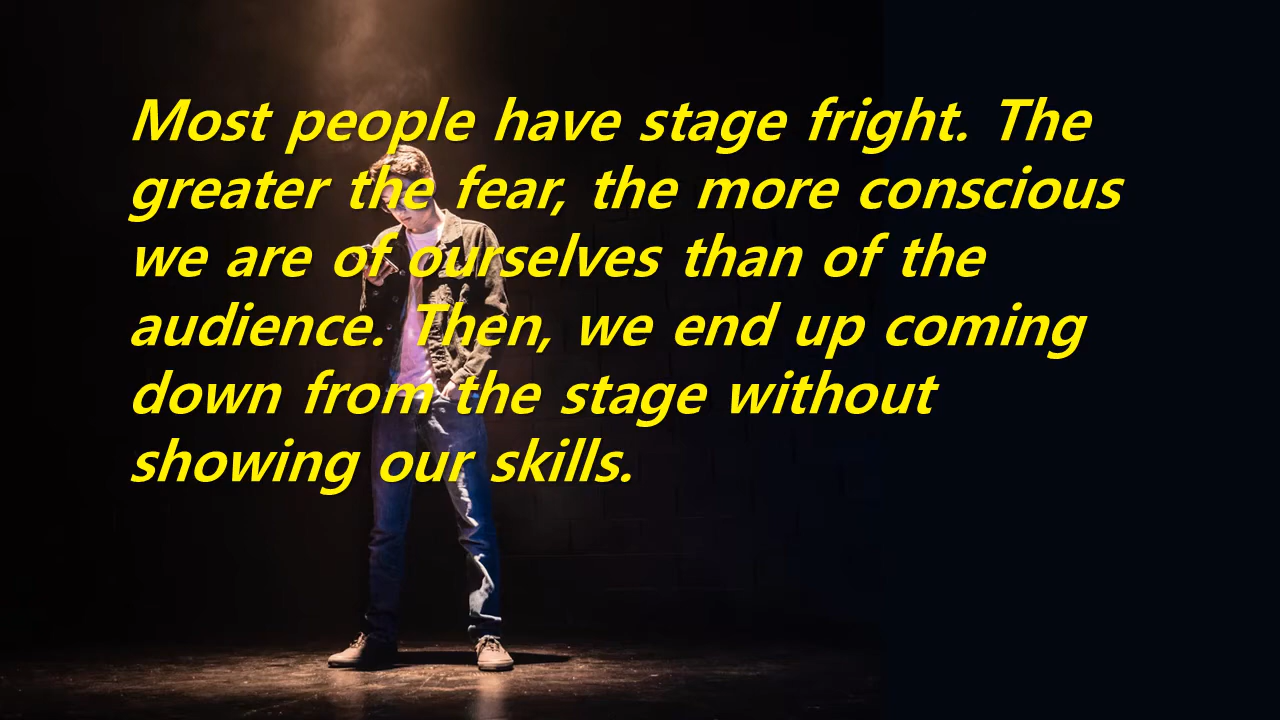 Most people have stage fright. The
greater the fear, the more conscious
we are of ourselves than of the
audience. Then, we end up coming
down from the stage without
showing our skills.